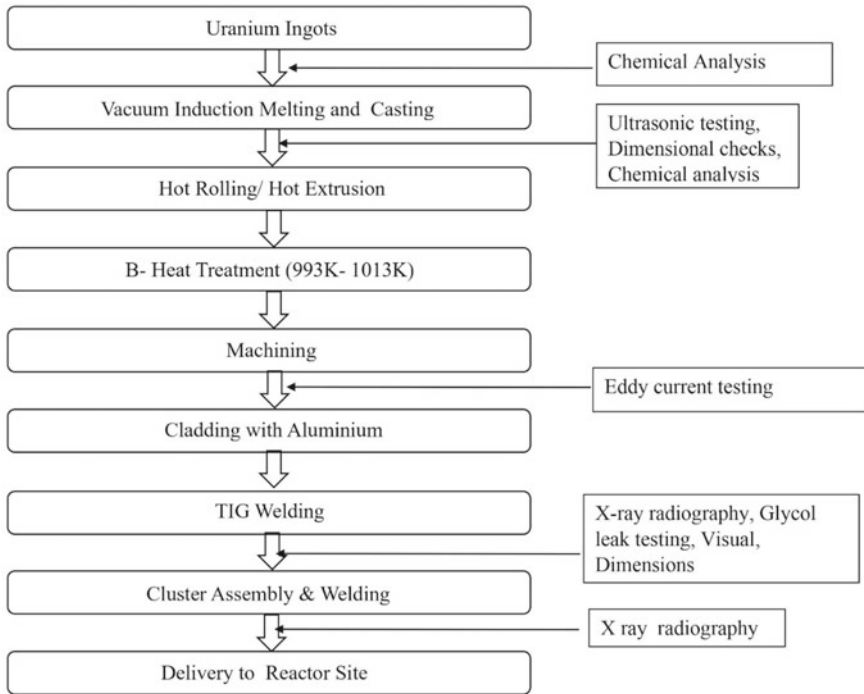 Uranium Ingots
Chemical Analysis
Vacuum Induction Melting and Casting
Ultrasonic testing,
Dimensional checks,
Chemical analysis
Hot Rolling/ Hot Extrusion
B- Heat Treatment (993K- 1013K)
Machining
Eddy current testing
Cladding with Aluminium
TIG Welding
X-ray radiography, Glycol
leak testing, Visual,
Dimensions
Cluster Assembly & Welding
X ray radiography
Delivery to Reactor Site